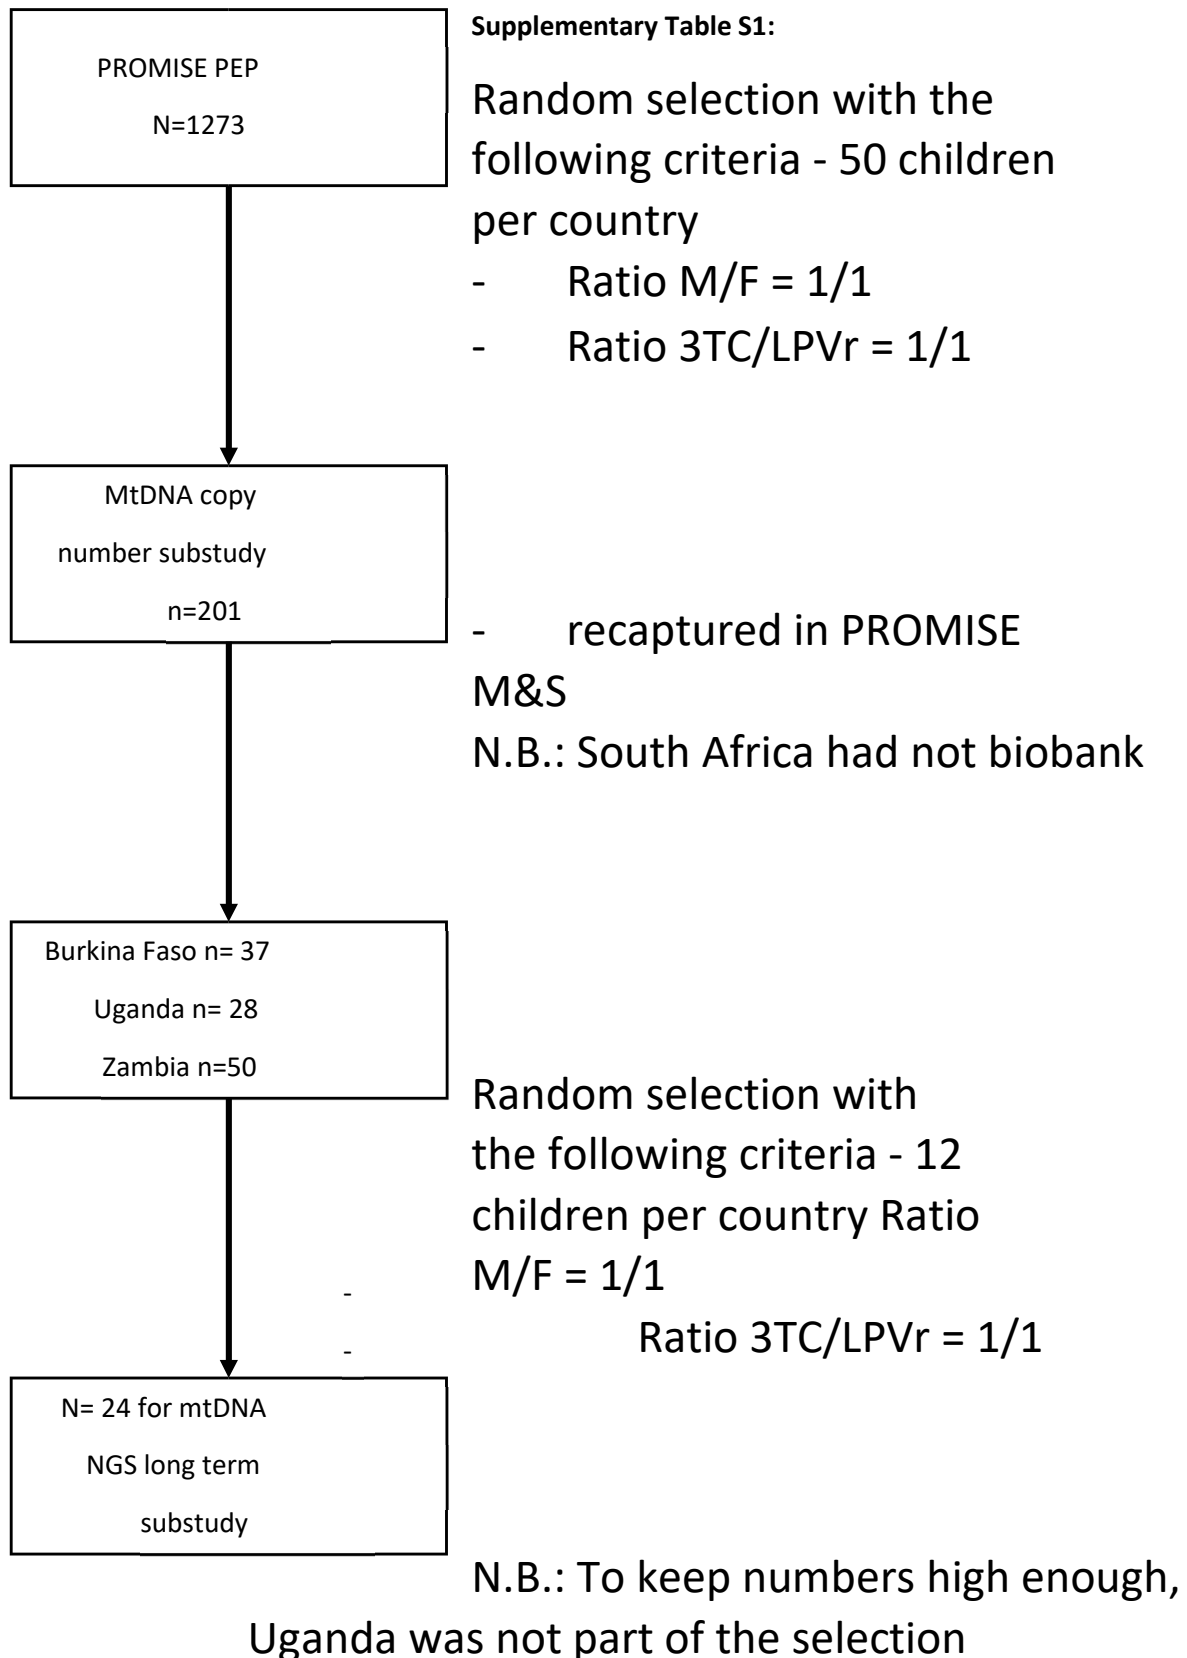 Supplementary Table S1:
PROMISE PEP
N=1273
Random selection with the
following criteria - 50 children
per country
- Ratio M/F = 1/1
- Ratio 3TC/LPVr = 1/1
MtDNA copy
number substudy
n=201
- recaptured in PROMISE
M&S
N.B.: South Africa had not biobank
Burkina Faso n= 37
Uganda n= 28
Zambia n=50
Random selection with
the following criteria - 12
children per country Ratio
M/F = 1/1
-
Ratio 3TC/LPVr = 1/1
-
N= 24 for mtDNA
NGS long term
substudy
N.B.: To keep numbers high enough,
Uganda was not part of the selection